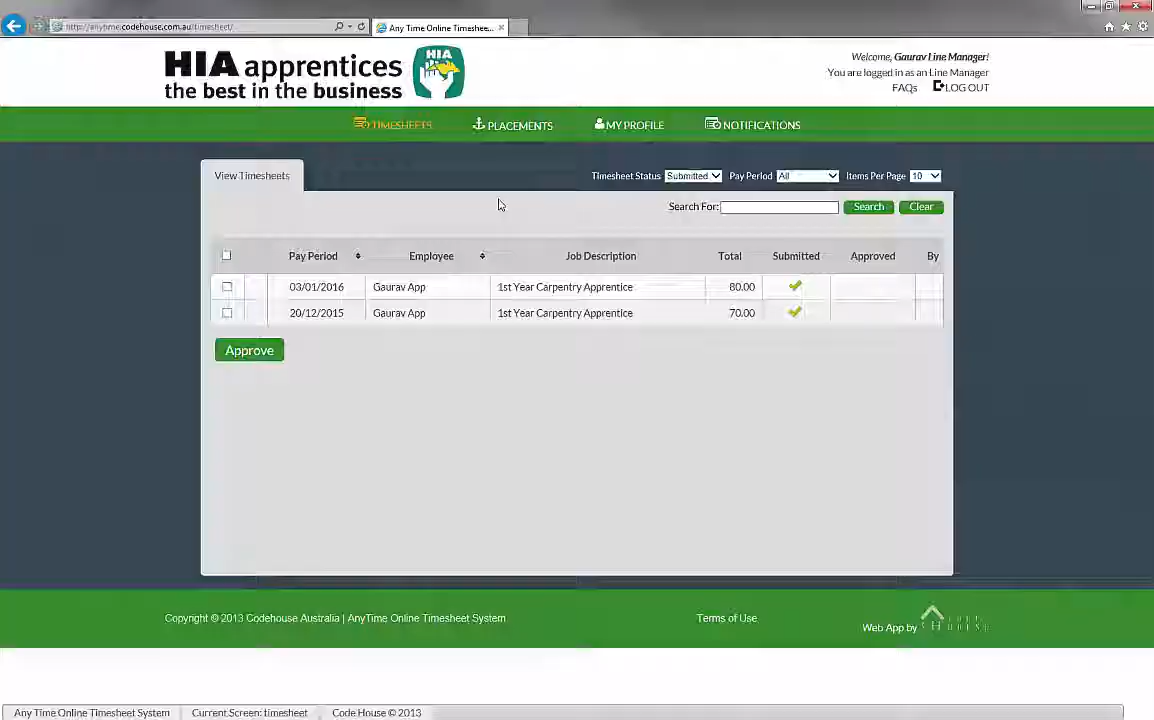 http://anytime.codehouse.com.au/timesheet/
Any Time Online Timeshee...
HIA apprentices
the best in the business
HIA
Welcome, Gaurav Line Manager!
You are logged in as an Line Manager
FAQs LOG OUT
TIMESHEETS PLACEMENTS MY PROFILE NOTIFICATIONS
View Timesheets
Timesheet Status Submitted Pay Period All Items Per Page 10
Search For: Search Clear
Pay Period Employee Job Description Total Submitted Approved By
03/01/2016 Gaurav App 1st Year Carpentry Apprentice 80.00
20/12/2015 Gaurav App 1st Year Carpentry Apprentice 70.00
Approve
Copyright © 2013 Codehouse Australia | AnyTime Online Timesheet System
Terms of Use
Web App by
Any Time Online Timesheet System Current Screen: timesheet Code House © 2013